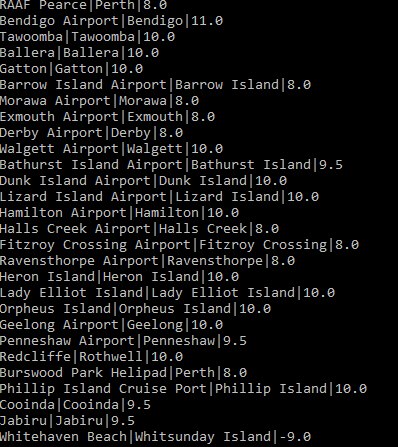 RAAF Pearce|Perth|8.0
Bendigo Airport|Bendigo|11.0
Tawoomba|Tawoomba|10.0
Ballera|Ballera|10.0
Gatton|Gatton|10.0
Barrow Island Airport|Barrow Island|8.0
Morawa Airport|Morawa|8.0
Exmouth Airport|Exmouth|8.0
Derby Airport|Derby|8.0
Walgett Airport|Walgett|10.0
Bathurst Island Airport|Bathurst Island|9.5
Dunk Island Airport|Dunk Island|10.0
Lizard Island Airport|Lizard Island|10.0
Hamilton Airport|Hamilton|10.0
Halls Creek Airport|Halls Creek|8.0
Fitzroy Crossing Airport|Fitzroy Crossing|8.0
Ravensthorpe Airport|Ravensthorpe|8.0
Heron Island|Heron Island|10.0
Lady Elliot Island|Lady Elliot Island|10.0
Orpheus Island|Orpheus Island|10.0
Geelong Airport|Geelong|10.0
Penneshaw Airport|Penneshaw|9.5
Redcliffe|Rothwell|10.0
Burswood Park Helipad|Perth|8.0
Phillip Island Cruise Port|Phillip Island|10.0
Cooinda|Cooinda|9.5
Jabiru|Jabiru|9.5
Whitehaven Beach|Whitsunday Island|-9.0